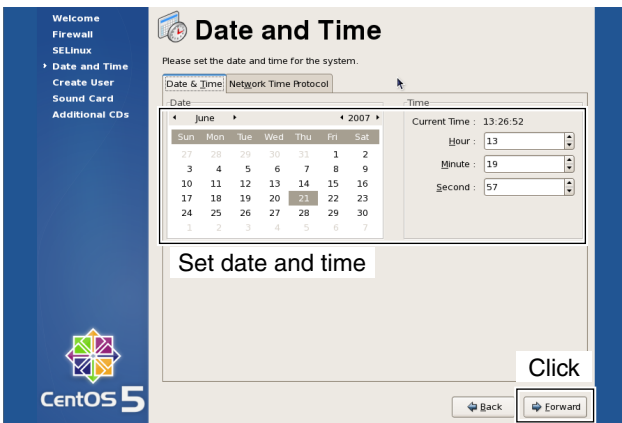 Welcome
Firewall
SELinux
Date and Time
Create User
Sound Card
Additional CDs
Date and Time
Please set the date and time for the system.
Date & Time Network Time Protocol
Date
June 2007
Sun Mon Tue Wed Thu Fri Sat
27 28 29 30 31 1 2
3 4 5 6 7 8 9
10 11 12 13 14 15 16
17 18 19 20 21 22 23
24 25 26 27 28 29 30
1 2 3 4 5 6 7
Time
Current Time : 13:26:52
Hour : 13
Minute : 19
Second : 57
Set date and time
Click
CentOS 5
Back Forward